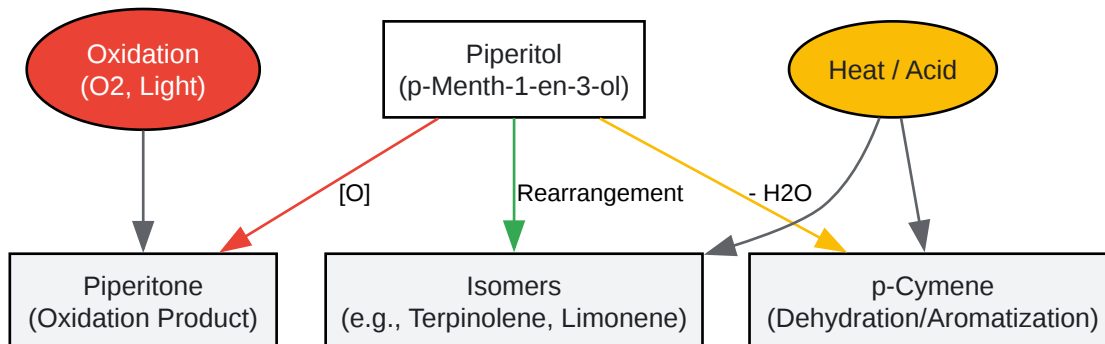 Oxidation
(O2, Light)
Piperitol
(p-Menth-1-en-3-ol)
Heat / Acid
[O]
Rearrangement
- H2O
Piperitone
(Oxidation Product)
Isomers
(e.g., Terpinolene, Limonene)
p-Cymene
(Dehydration/Aromatization)